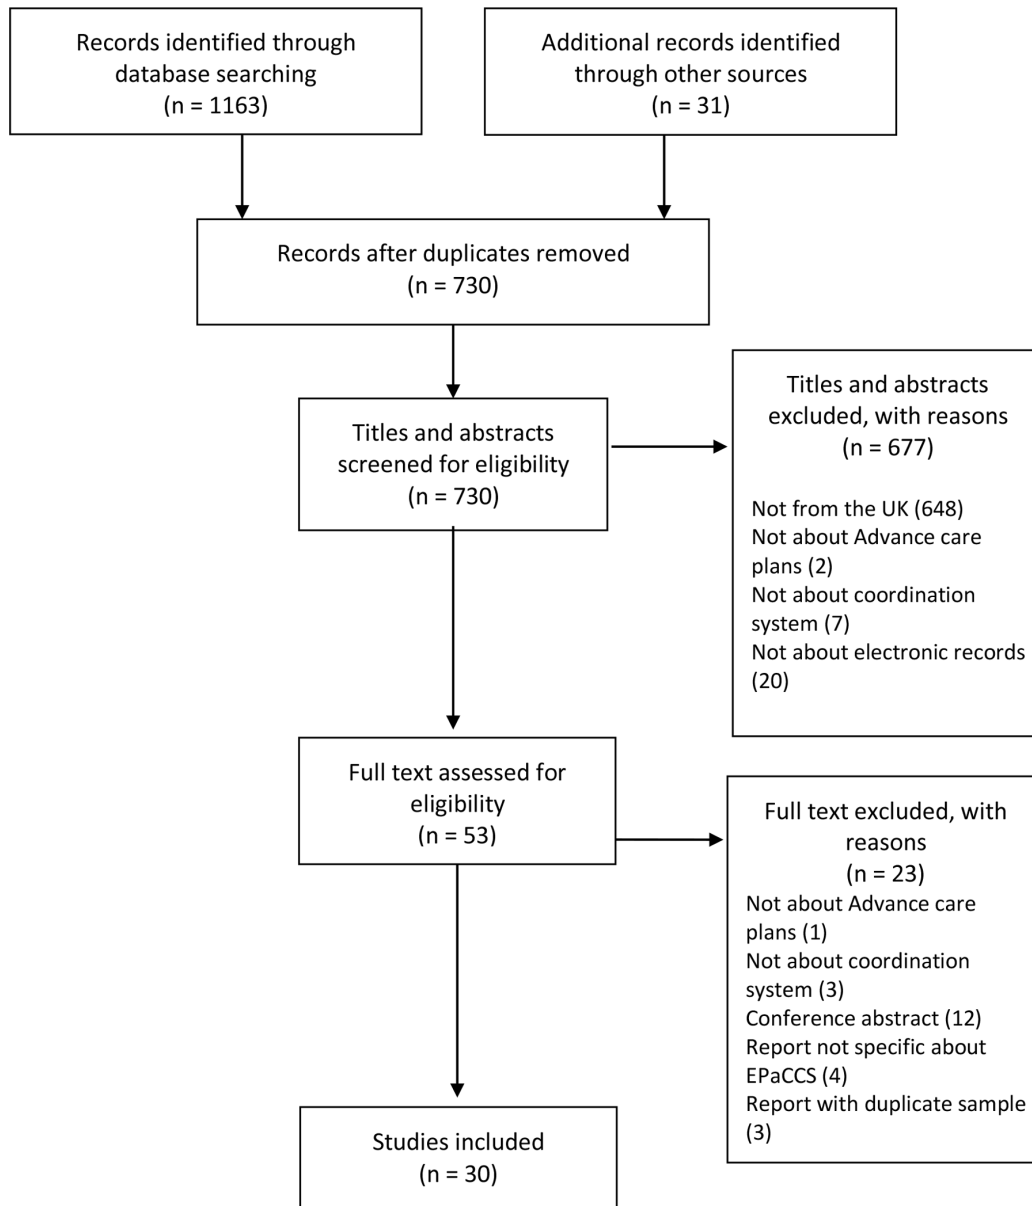 Records identified through
database searching
(n = 1163)
Additional records identified
through other sources
(n = 31)
Records after duplicates removed
(n = 730)
Titles and abstracts
screened for eligibility
(n = 730)
Titles and abstracts
excluded, with reasons
(n = 677)
Not from the UK (648)
Not about Advance care
plans (2)
Not about coordination
system (7)
Not about electronic records
(20)
Full text assessed for
eligibility
(n = 53)
Full text excluded, with
reasons
(n = 23)
Not about Advance care
plans (1)
Not about coordination
system (3)
Conference abstract (12)
Report not specific about
EPaCCS (4)
Report with duplicate sample
(3)
Studies included
(n = 30)